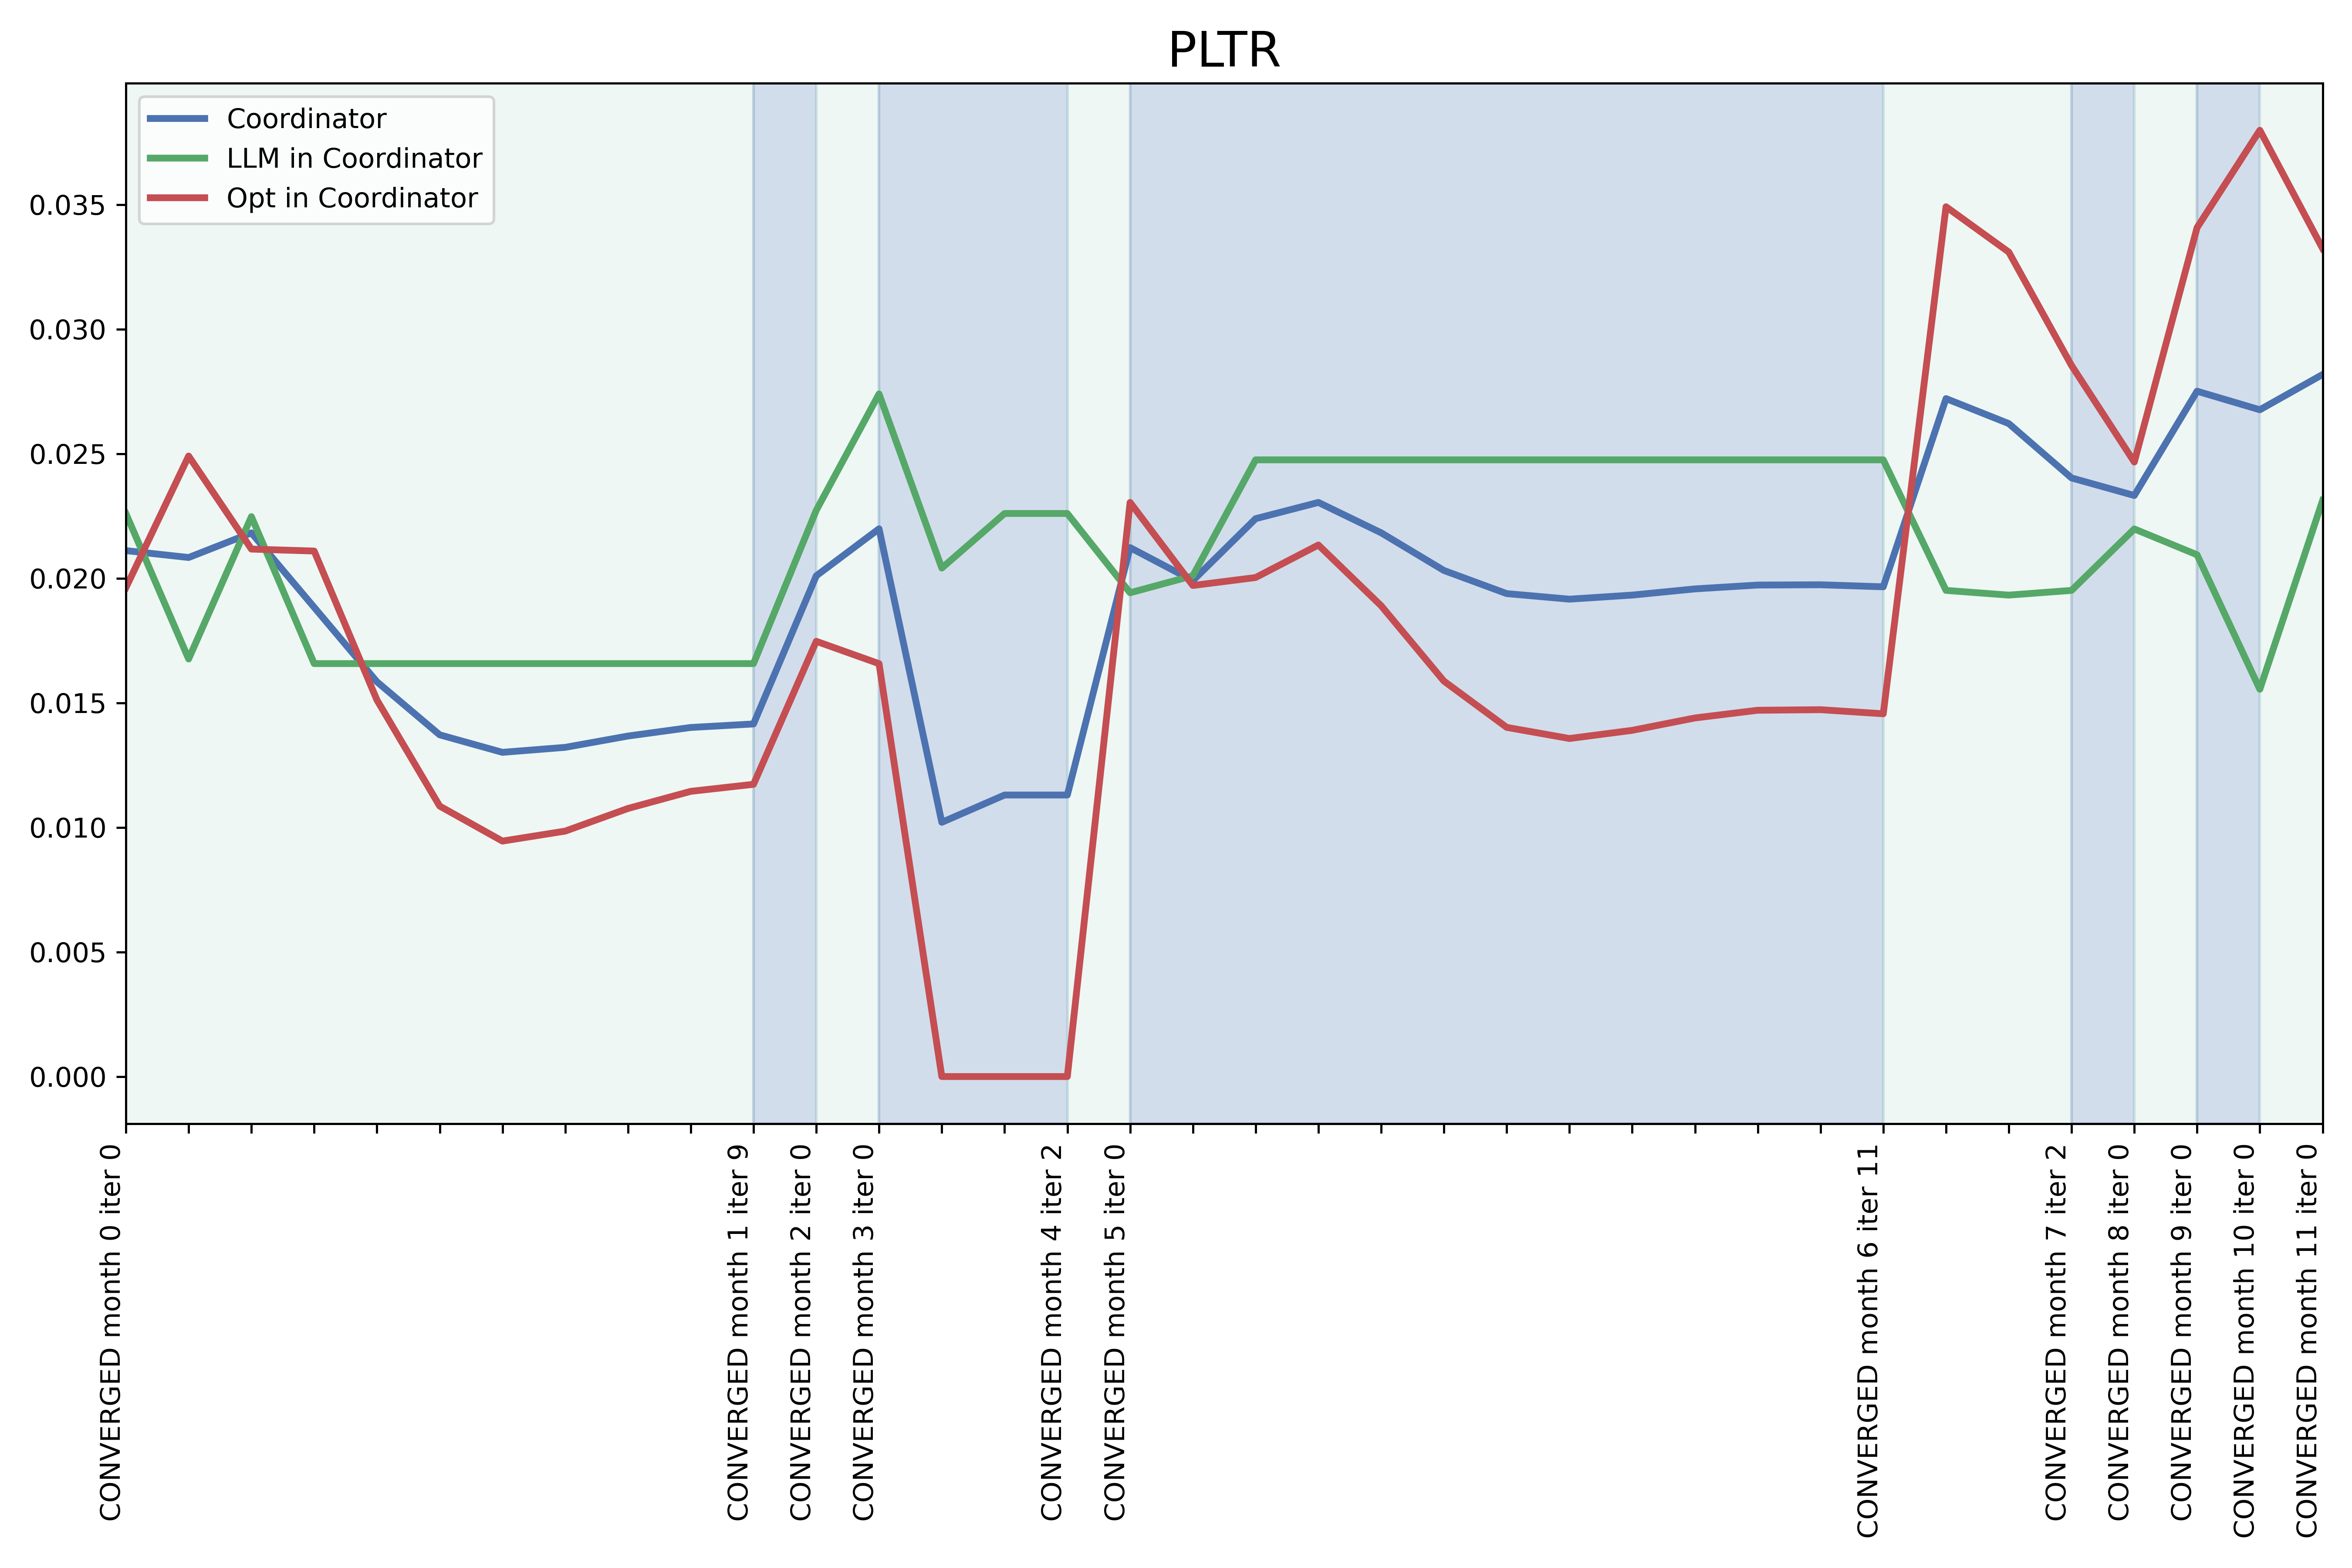 PLTR
Coordinator
LLM in Coordinator
Opt in Coordinator
0.035
0.030
0.025
0.020
0.015
0.010
0.005
0.000
CONVERGED month 0 iter 0
CONVERGED month 1 iter 9
CONVERGED month 2 iter 0
CONVERGED month 3 iter 0
CONVERGED month 4 iter 2
CONVERGED month 5 iter 0
CONVERGED month 6 iter 11
CONVERGED month 7 iter 2
CONVERGED month 8 iter 0
CONVERGED month 9 iter 0
CONVERGED month 10 iter 0
CONVERGED month 11 iter 0